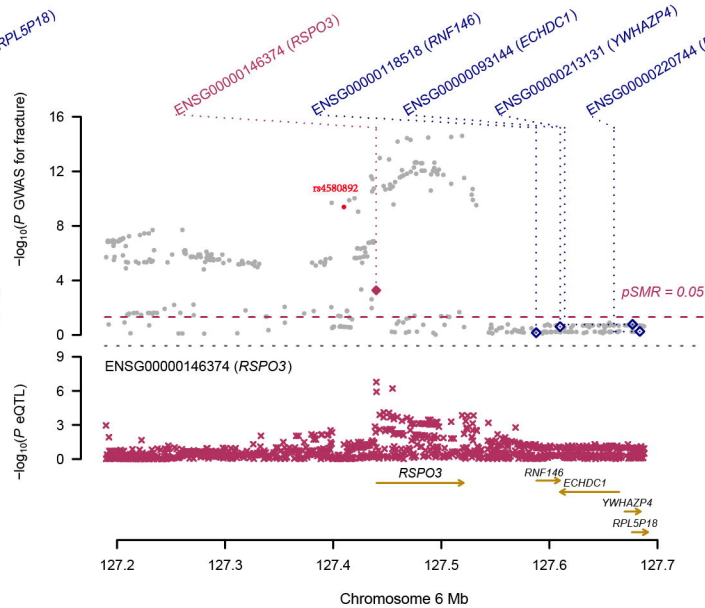 RPL5P18)
ENSG00000146374 (RSPO3)
ENSG00000118518 (RNF146)
ENSG00000093144 (ECHDC1)
ENSG00000213131 (YWHAZP4)
ENSG00000220744 (
16
12
8
4
0
−log10(P GWAS for fracture)
rs4580892
pSMR = 0.05
9
6
3
0
−log10(P eQTL)
ENSG00000146374 (RSPO3)
RSPO3
RNF146
ECHDC1
YWHAZP4
RPL5P18
127.2 127.3 127.4 127.5 127.6 127.7
Chromosome 6 Mb